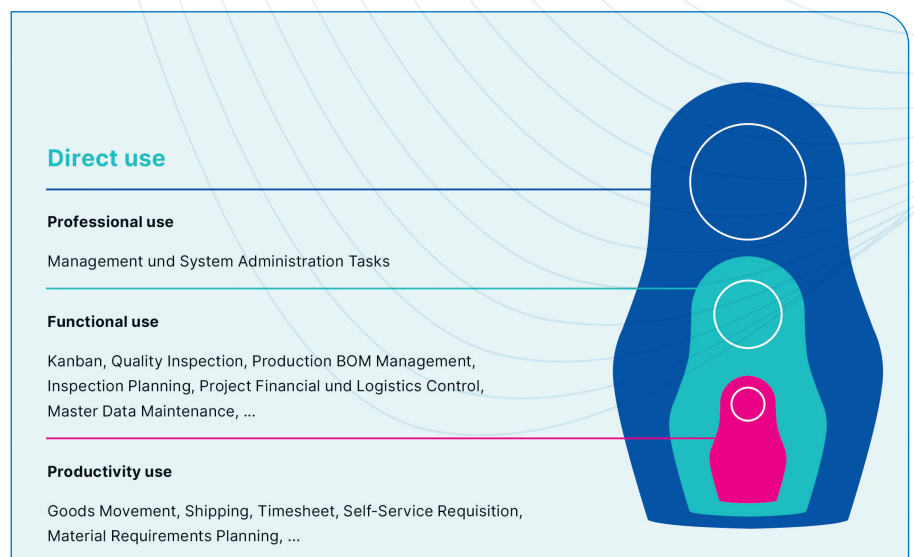 Direct use
Professional use
Management und System Administration Tasks
Functional use
Kanban, Quality Inspection, Production BOM Management,
Inspection Planning, Project Financial und Logistics Control,
Master Data Maintenance, ...
Productivity use
Goods Movement, Shipping, Timesheet, Self-Service Requisition,
Material Requirements Planning, ...